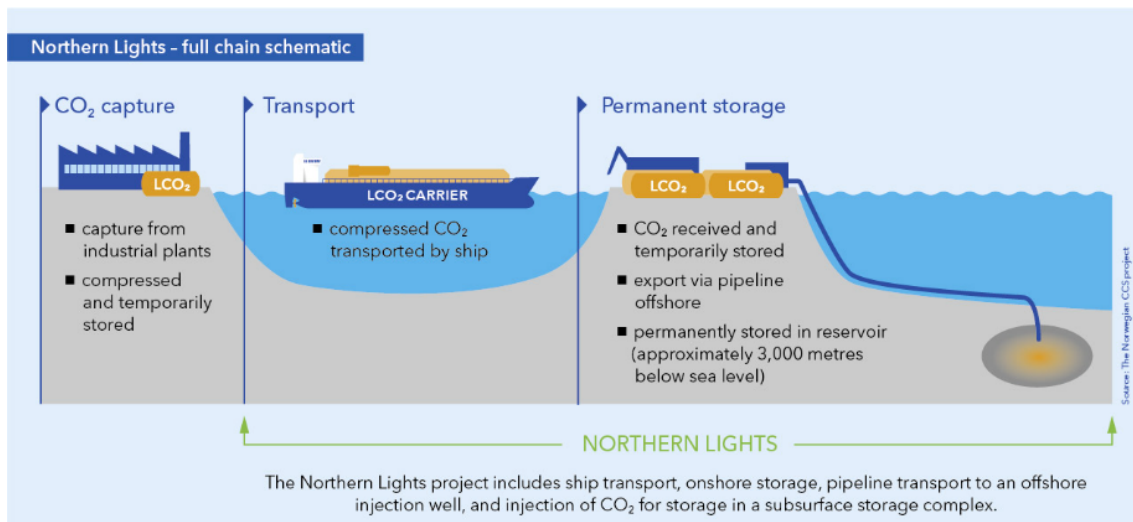 Northern Lights – full chain schematic
CO₂ capture
Transport
Permanent storage
LCO₂
LCO₂ CARRIER
LCO₂
LCO₂
■ capture from
industrial plants
■ compressed
and temporarily
stored
■ compressed CO₂
transported by ship
■ CO₂ received and
temporarily stored
■ export via pipeline
offshore
■ permanently stored in reservoir
(approximately 3,000 metres
below sea level)
Source: The Norwegian CCS project
NORTHERN LIGHTS
The Northern Lights project includes ship transport, onshore storage, pipeline transport to an offshore
injection well, and injection of CO₂ for storage in a subsurface storage complex.